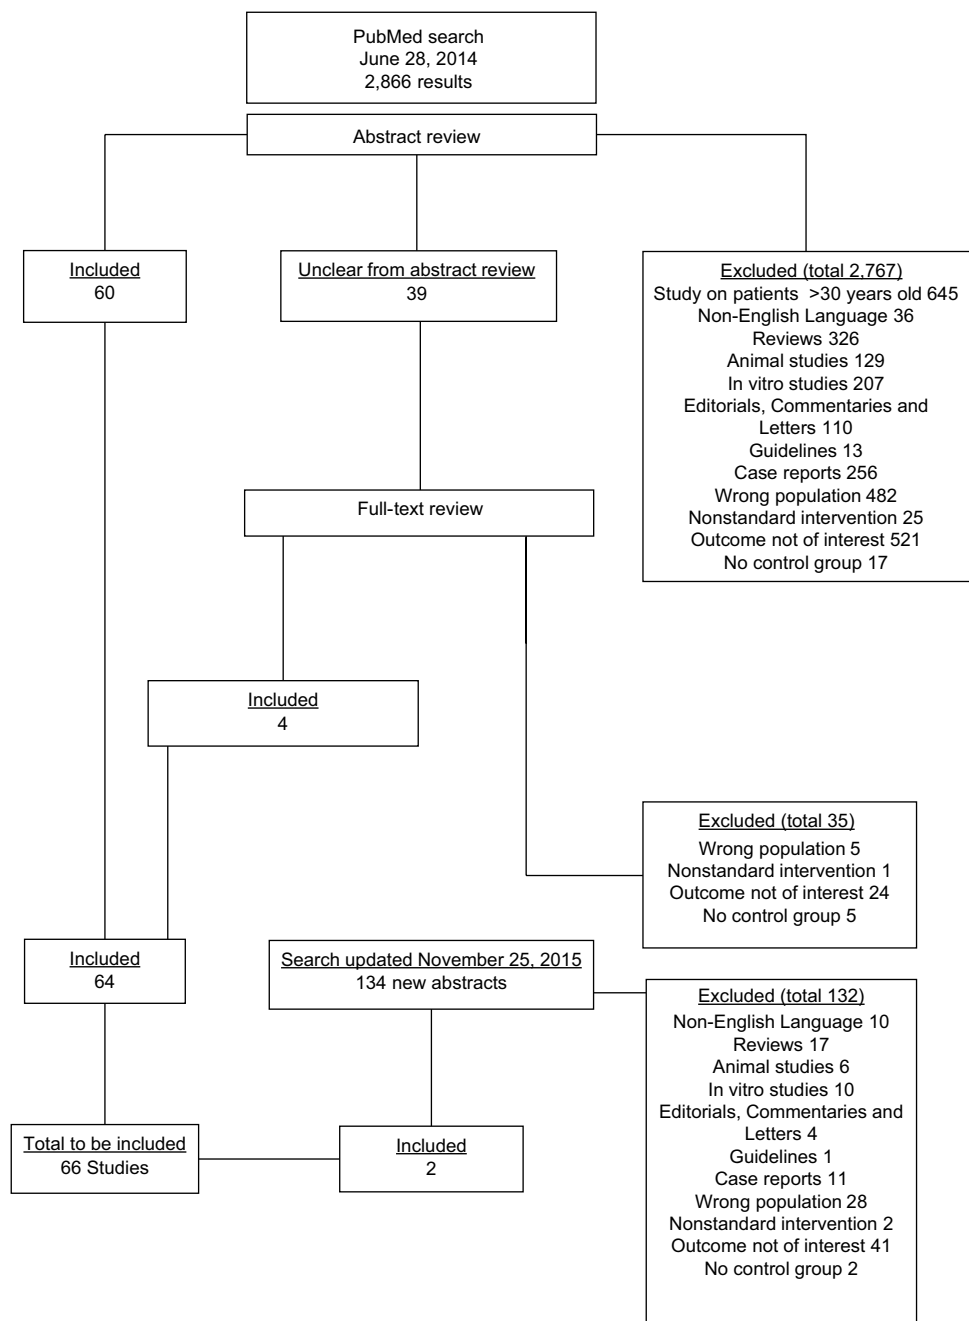 PubMed search
June 28, 2014
2,866 results
Abstract review
Included
60
Unclear from abstract review
39
Excluded (total 2,767)
Study on patients >30 years old 645
Non-English Language 36
Reviews 326
Animal studies 129
In vitro studies 207
Editorials, Commentaries and
Letters 110
Guidelines 13
Case reports 256
Wrong population 482
Nonstandard intervention 25
Outcome not of interest 521
No control group 17
Full-text review
Included
4
Excluded (total 35)
Wrong population 5
Nonstandard intervention 1
Outcome not of interest 24
No control group 5
Included
64
Search updated November 25, 2015
134 new abstracts
Excluded (total 132)
Non-English Language 10
Reviews 17
Animal studies 6
In vitro studies 10
Editorials, Commentaries and
Letters 4
Guidelines 1
Case reports 11
Wrong population 28
Nonstandard intervention 2
Outcome not of interest 41
No control group 2
Total to be included
66 Studies
Included
2